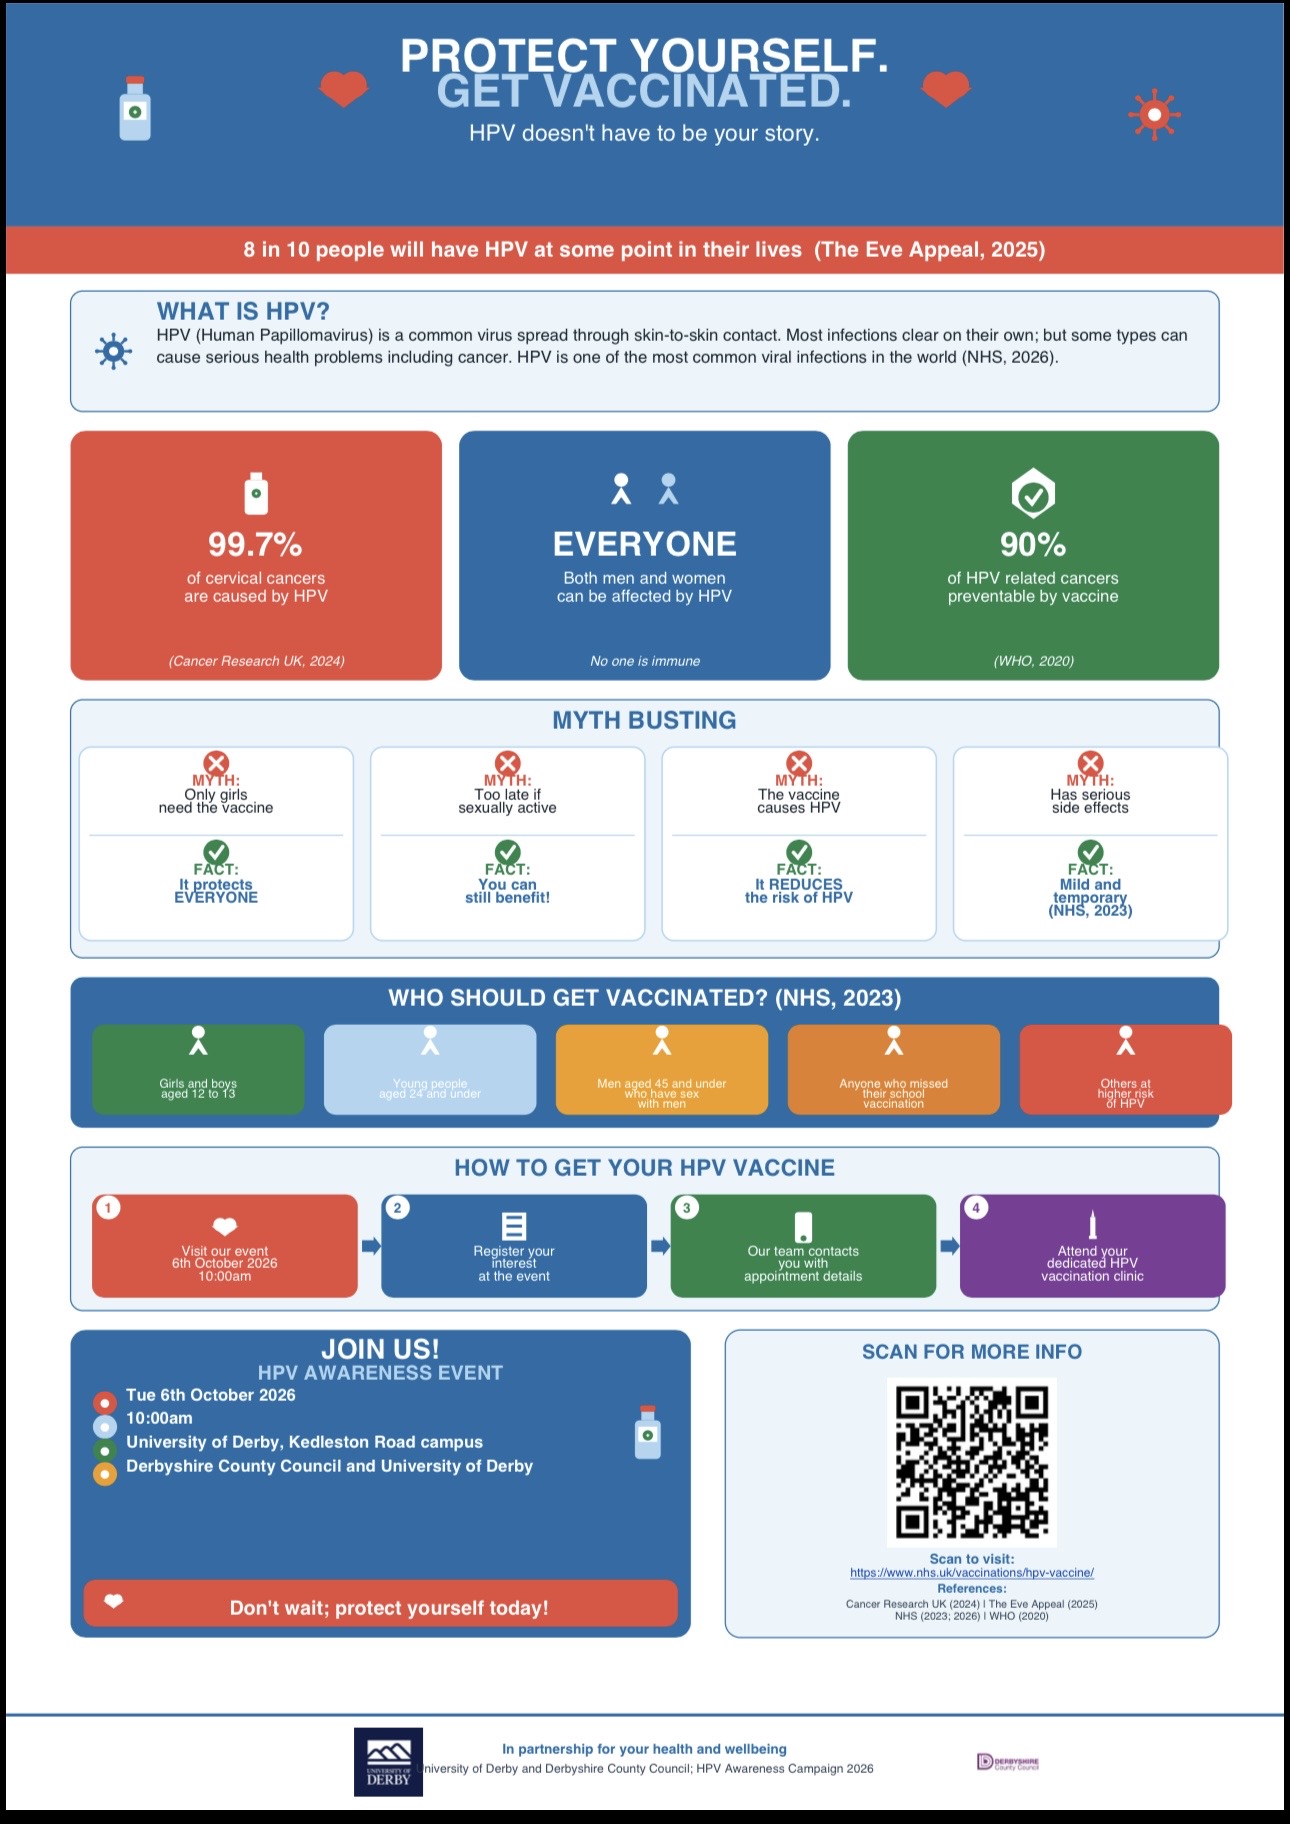 PROTECT YOURSELF.
GET VACCINATED.
HPV doesn't have to be your story.
8 in 10 people will have HPV at some point in their lives (The Eve Appeal, 2025)
WHAT IS HPV?
HPV (Human Papillomavirus) is a common virus spread through skin-to-skin contact. Most infections clear on their own; but some types can
cause serious health problems including cancer. HPV is one of the most common viral infections in the world (NHS, 2026).
99.7%
of cervical cancers
are caused by HPV
(Cancer Research UK, 2024)
EVERYONE
Both men and women
can be affected by HPV
No one is immune
90%
of HPV related cancers
preventable by vaccine
(WHO, 2020)
MYTH BUSTING
MYTH:
Only girls
need the vaccine
FACT:
It protects
EVERYONE
MYTH:
Too late if
sexually active
FACT:
You can
still benefit!
MYTH:
The vaccine
causes HPV
FACT:
It REDUCES
the risk of HPV
MYTH:
Has serious
side effects
FACT:
Mild and
temporary
(NHS, 2023)
WHO SHOULD GET VACCINATED? (NHS, 2023)
Girls and boys
aged 12 to 13
Young people
aged 24 and under
Men aged 45 and under
who have sex
with men
Anyone who missed
their school
vaccination
Others at
higher risk
of HPV
HOW TO GET YOUR HPV VACCINE
1
Visit our event
6th October 2026
10:00am
2
Register your
interest
at the event
3
Our team contacts
you with
appointment details
4
Attend your
dedicated HPV
vaccination clinic
JOIN US!
HPV AWARENESS EVENT
Tue 6th October 2026
10:00am
University of Derby, Kedleston Road campus
Derbyshire County Council and University of Derby
Don't wait; protect yourself today!
SCAN FOR MORE INFO
Scan to visit:
https://www.nhs.uk/vaccinations/hpv-vaccine/
References:
Cancer Research UK (2024) | The Eve Appeal (2025)
NHS (2023; 2026) | WHO (2020)
UNIVERSITY OF
DERBY
In partnership for your health and wellbeing
University of Derby and Derbyshire County Council; HPV Awareness Campaign 2026
DERBYSHIRE
County Council